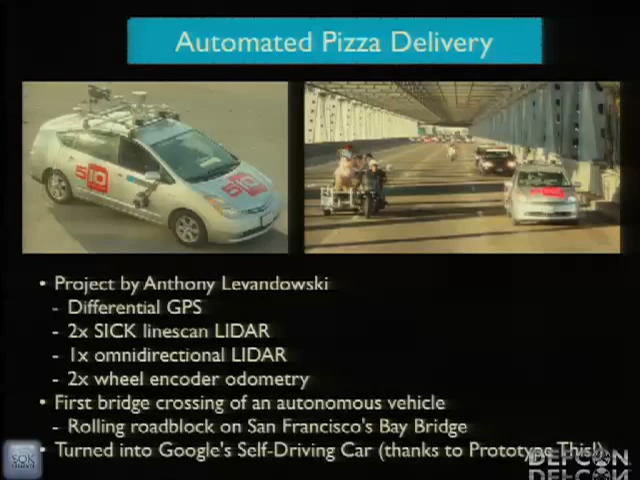 Automated Pizza Delivery
510
510
• Project by Anthony Levandowski
- Differential GPS
- 2x SICK linescan LIDAR
- 1x omnidirectional LIDAR
- 2x wheel encoder odometry
• First bridge crossing of an autonomous vehicle
- Rolling roadblock on San Francisco's Bay Bridge
• Turned into Google's Self-Driving Car (thanks to Prototype This!)
DEFCON